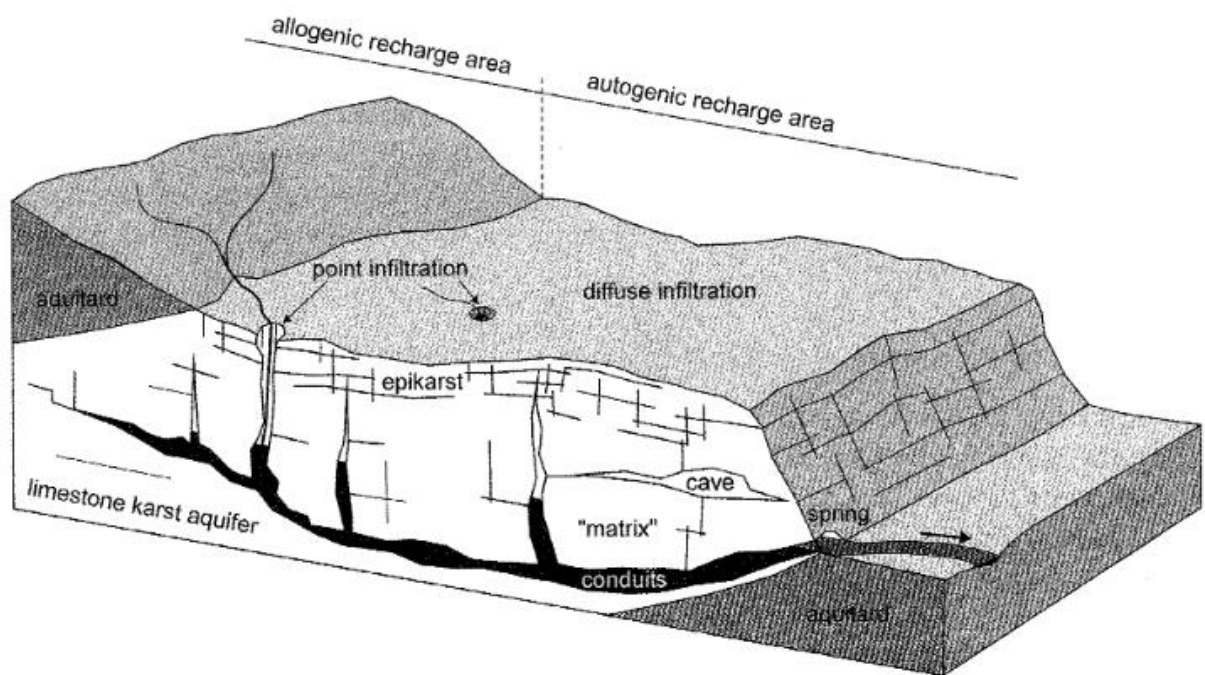 allogenic recharge area
autogenic recharge area
point infiltration
aquitard
diffuse infiltration
epikarst
cave
limestone karst aquifer
"matrix"
spring
conduits
aquitard